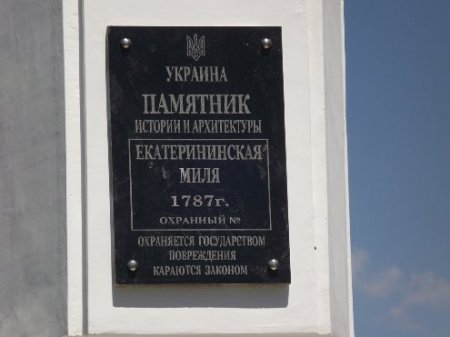 УКРАИНА
ПАМЯТНИК
ИСТОРИИ И АРХИТЕКТУРЫ
ЕКАТЕРИНИНСКАЯ
МИЛЯ
1787г.
ОХРАННЫЙ №
ОХРАНЯЕТСЯ ГОСУДАРСТВОМ
ПОВРЕЖДЕНИЯ
КАРАЮТСЯ ЗАКОНОМ